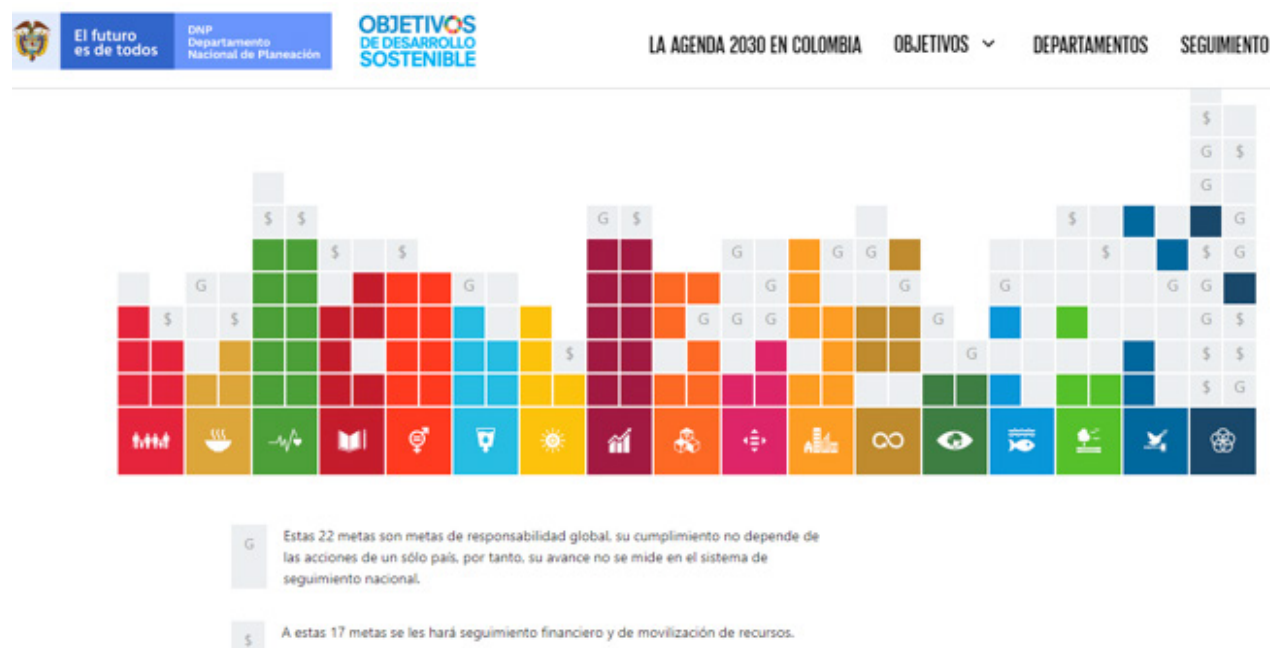 El futuro
es de todos
DNP
Departamento
Nacional de Planeación
OBJETIVOS
DE DESARROLLO
SOSTENIBLE
LA AGENDA 2030 EN COLOMBIA OBJETIVOS DEPARTAMENTOS SEGUIMIENTO
$
G $
G
$ $ G $ $ G
$ $ G G G $ $ G
G G G G G G G
$ $ G G G G G $
$ G $ $
$ G
G
Estas 22 metas son metas de responsabilidad global, su cumplimiento no depende de
las acciones de un sólo país, por tanto, su avance no se mide en el sistema de
seguimiento nacional.
$
A estas 17 metas se les hará seguimiento financiero y de movilización de recursos.